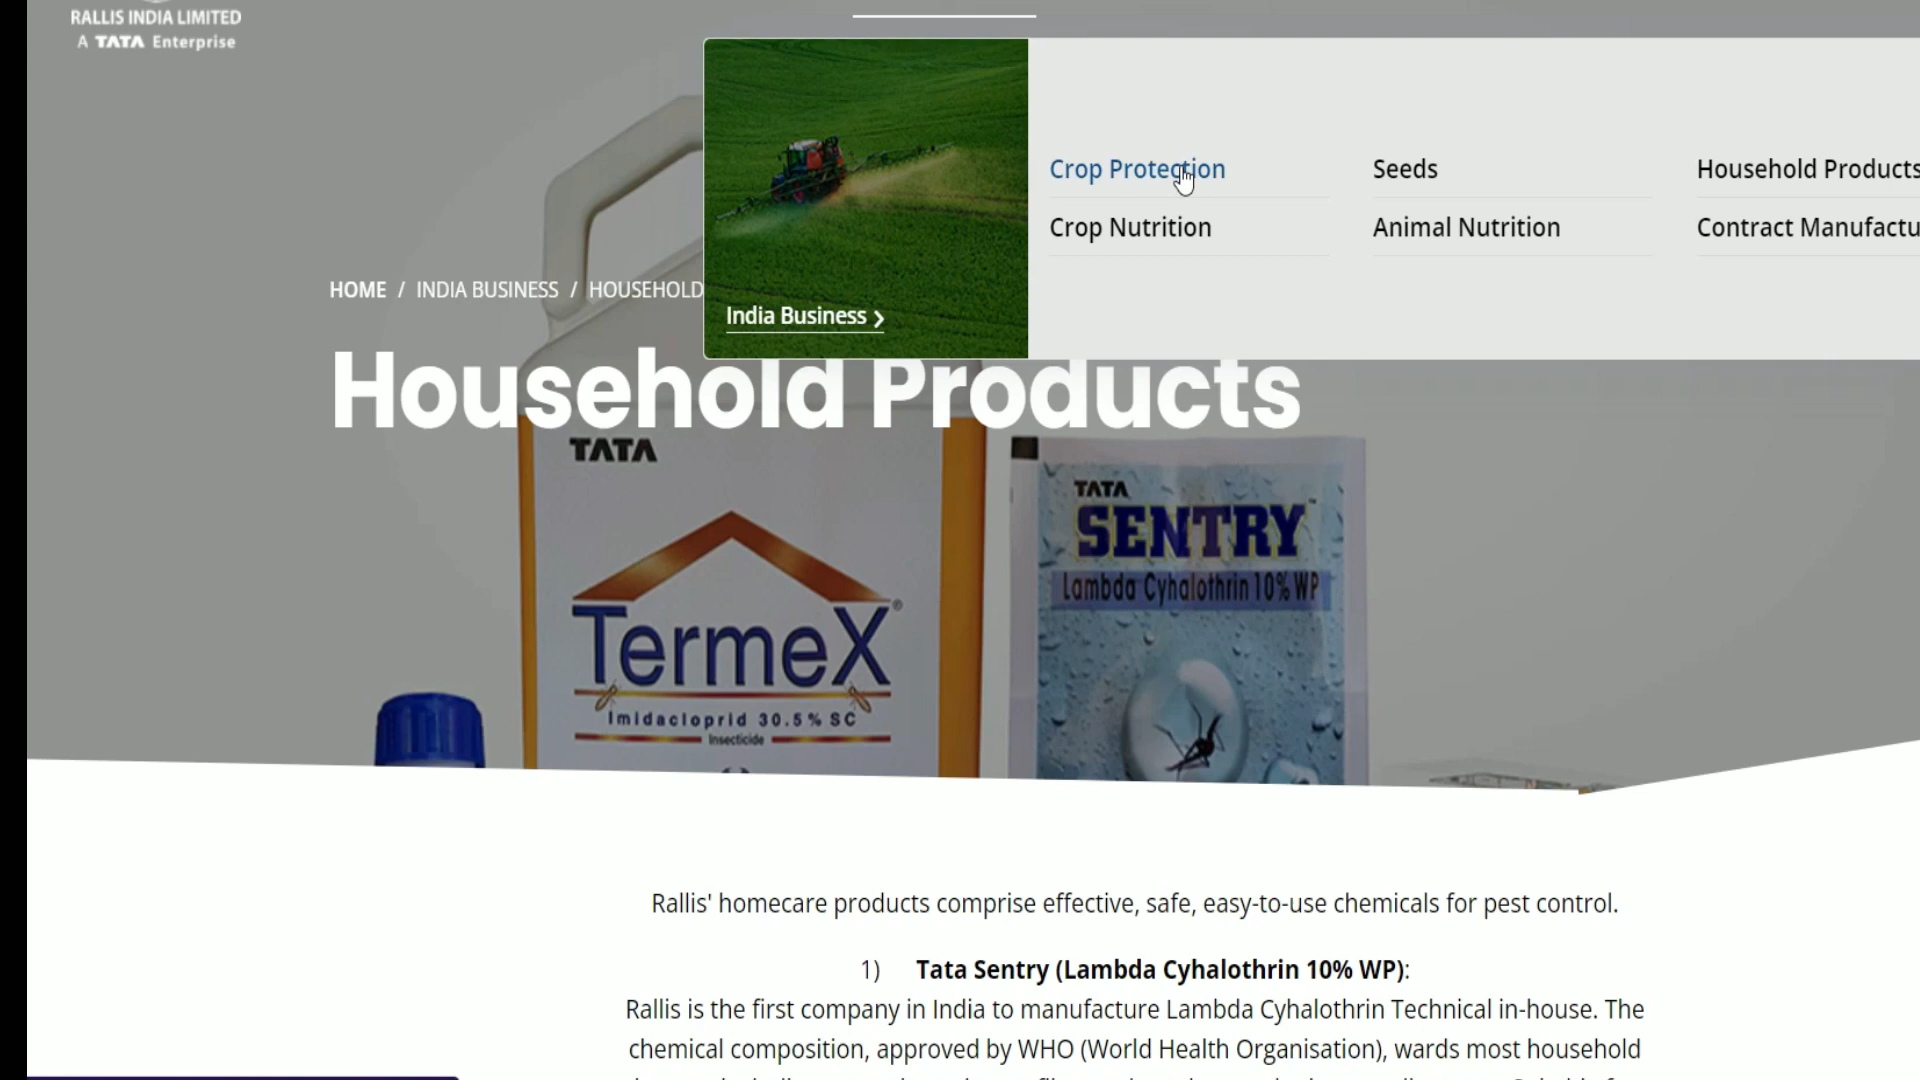 RALLIS INDIA LIMITED
A TATA Enterprise
Crop Protection
Seeds
Household Products
Crop Nutrition
Animal Nutrition
Contract Manufactu
India Business
HOME / INDIA BUSINESS / HOUSEHOLD
Household Products
TATA
TermeX®
Imidacloprid 30.5% SC
Insecticide
TATA
SENTRY™
Lambda Cyhalothrin 10% WP
Rallis' homecare products comprise effective, safe, easy-to-use chemicals for pest control.
1) Tata Sentry (Lambda Cyhalothrin 10% WP):
Rallis is the first company in India to manufacture Lambda Cyhalothrin Technical in-house. The
chemical composition, approved by WHO (World Health Organisation), wards most household